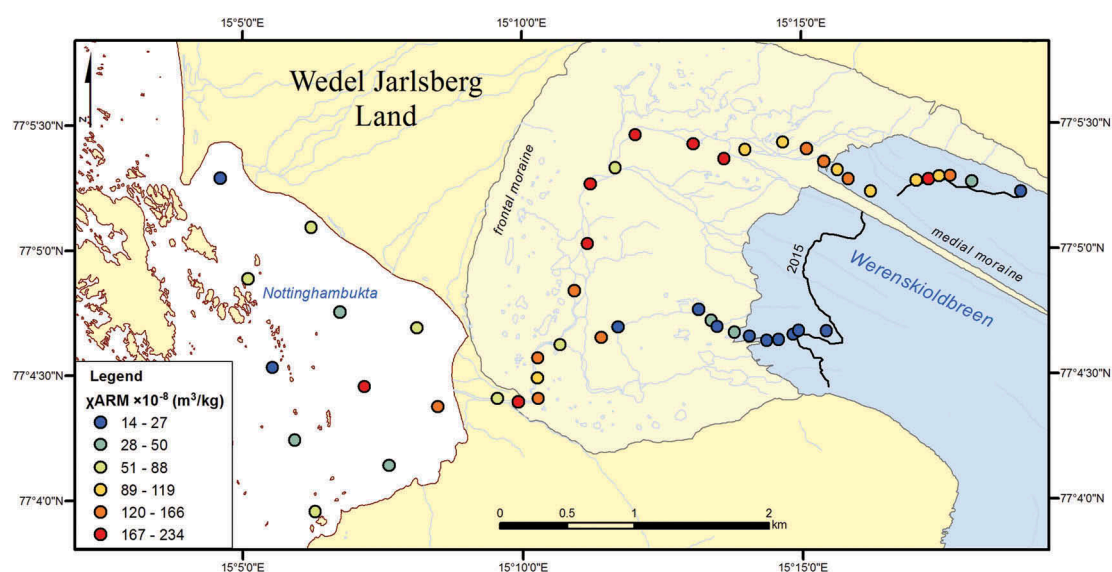 15°5'0"E
15°10'0"E
15°15'0"E
Wedel Jarlsberg
Land
N
77°5'30"N
77°5'30"N
frontal moraine
77°5'0"N
77°5'0"N
medial moraine
2015
Werenskioldbreen
Nottinghambukta
77°4'30"N
77°4'30"N
Legend
χARM ×10⁻⁸ (m³/kg)
14 - 27
28 - 50
51 - 88
89 - 119
120 - 166
167 - 234
77°4'0"N
77°4'0"N
0 0.5 1 2
km
15°5'0"E
15°10'0"E
15°15'0"E